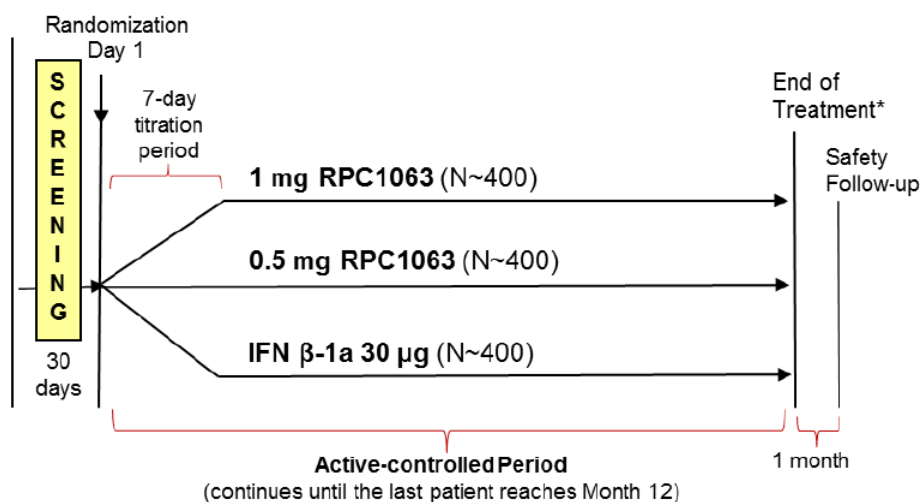 Randomization
Day 1
SCREENING
30
days
7-day
titration
period
1 mg RPC1063 (N~400)
0.5 mg RPC1063 (N~400)
IFN β-1a 30 µg (N~400)
End of
Treatment*
Safety
Follow-up
Active-controlled Period
(continues until the last patient reaches Month 12)
1 month